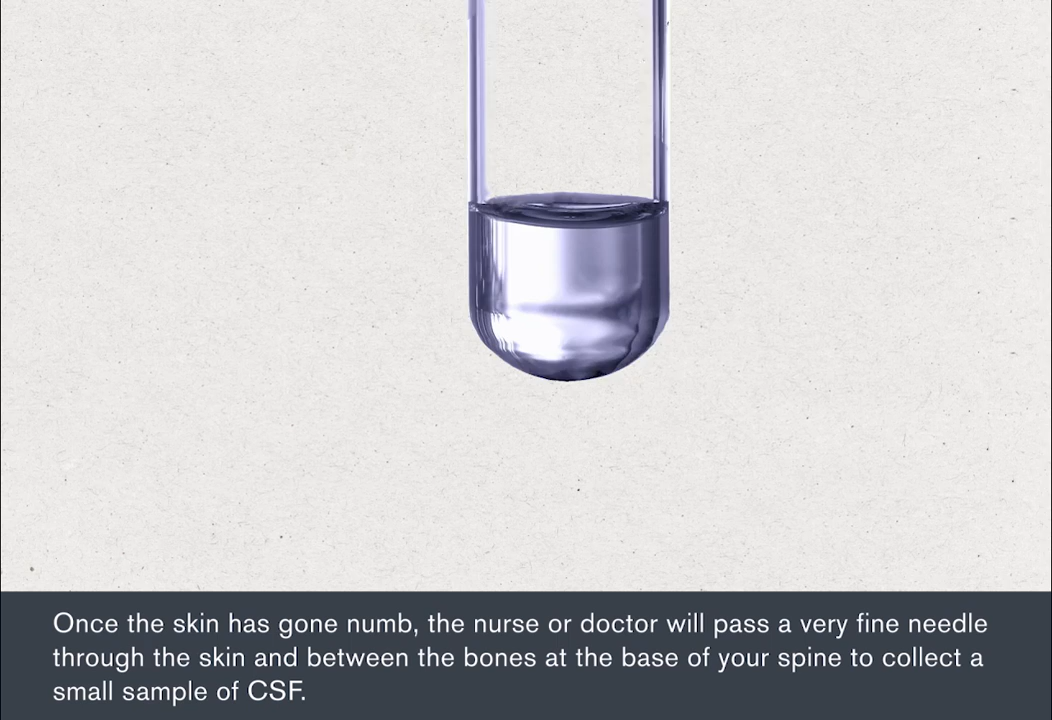 Once the skin has gone numb, the nurse or doctor will pass a very fine needle
through the skin and between the bones at the base of your spine to collect a
small sample of CSF.